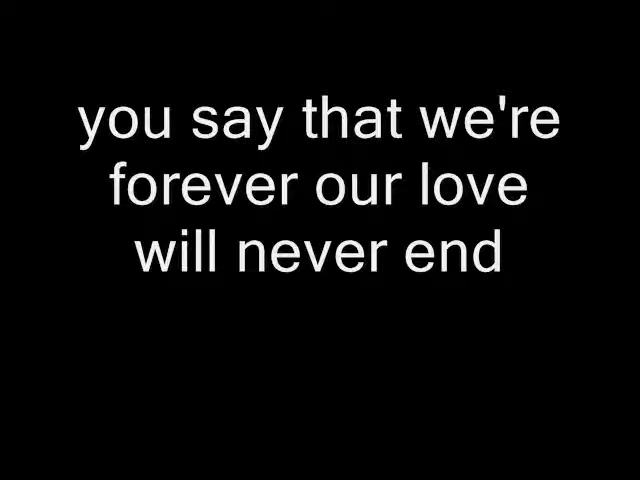 you say that we're
forever our love
will never end